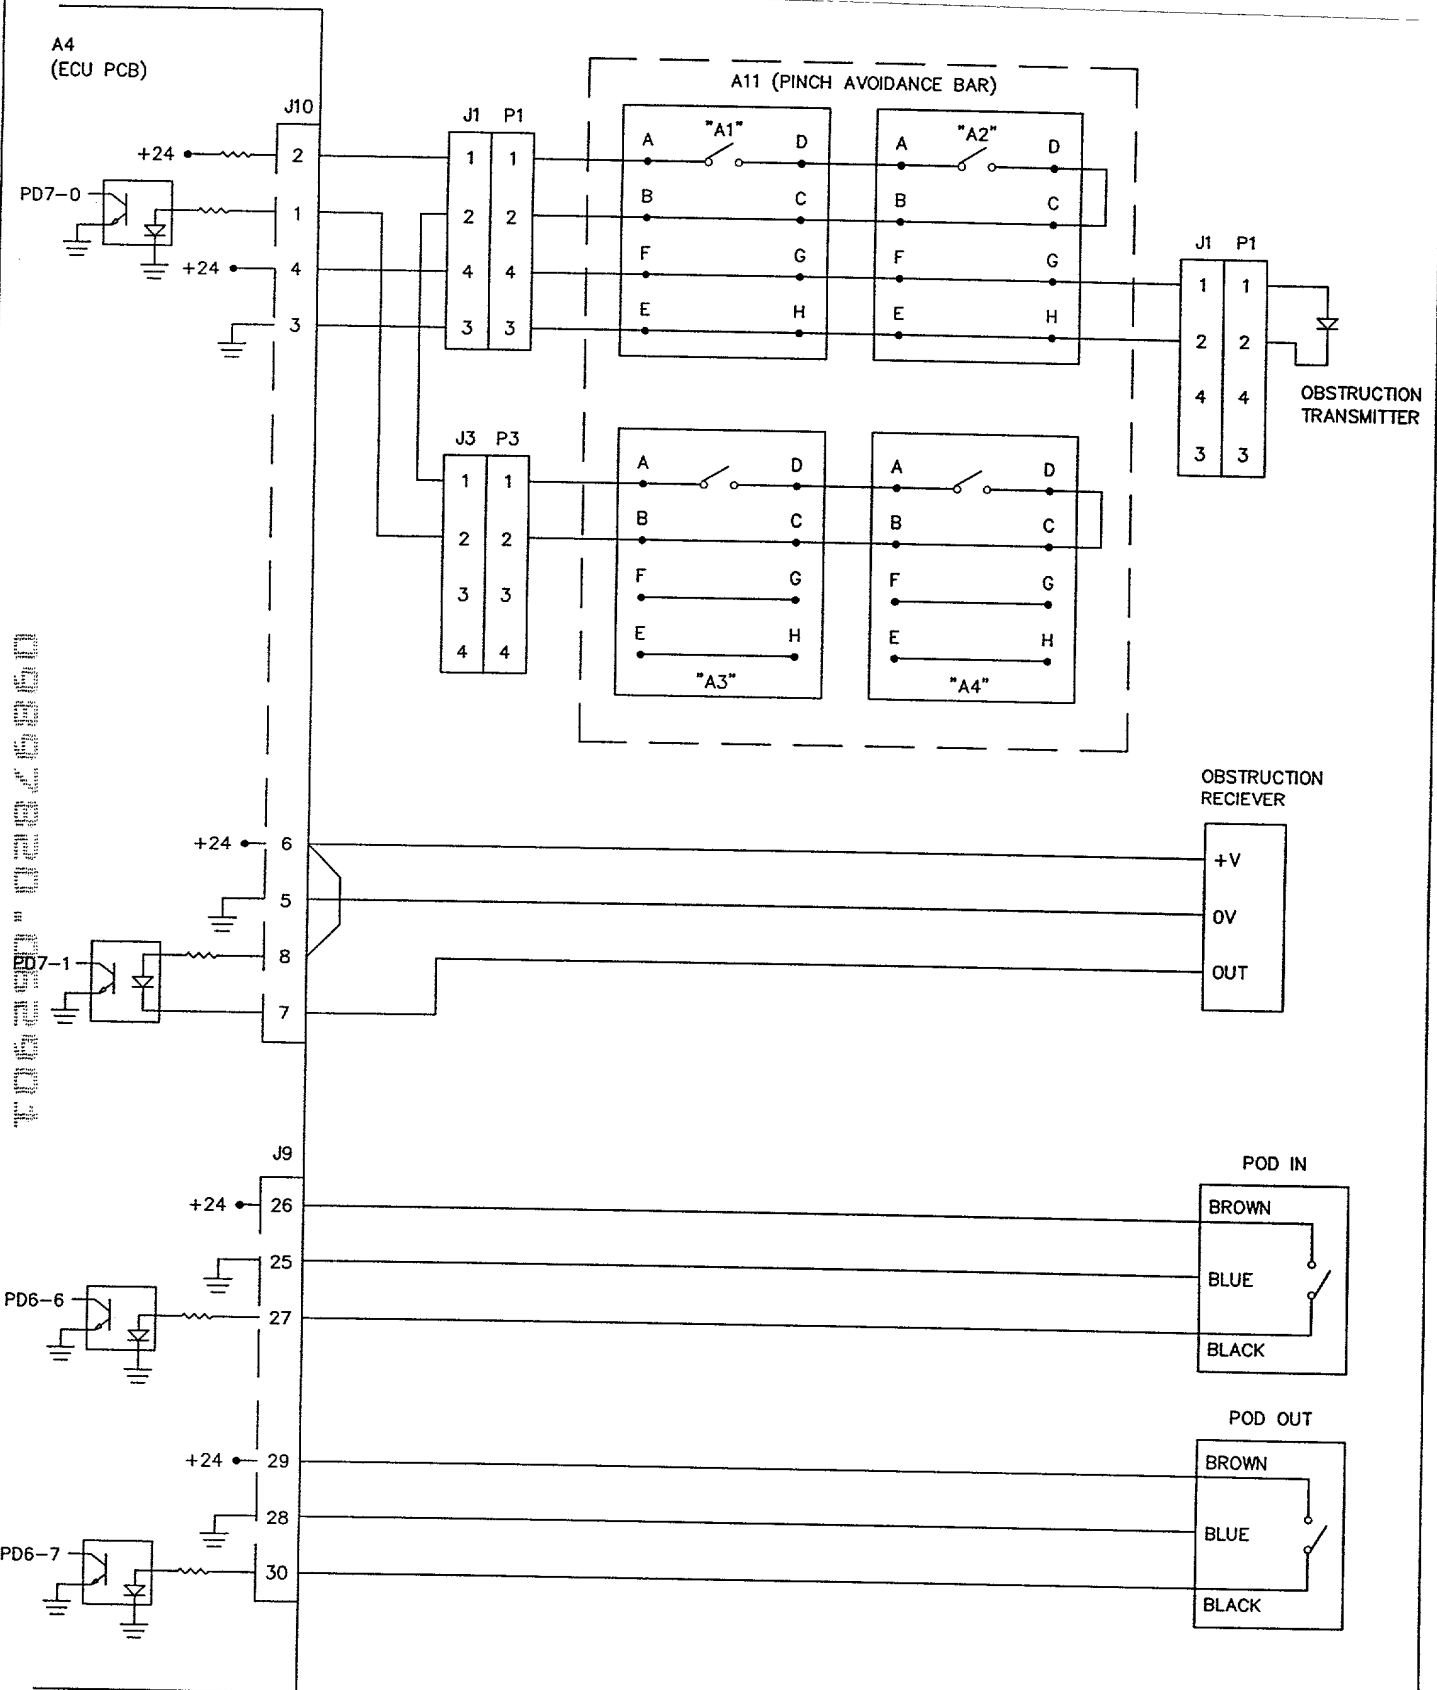 A4
(ECU PCB)
J10
+24 2
PD7-0 1
+24 4
3
J1 P1
1 1
2 2
4 4
3 3
A11 (PINCH AVOIDANCE BAR)
"A1"
A D
B C
F G
E H
"A2"
A D
B C
F G
E H
J1 P1
1 1
2 2
4 4
3 3
OBSTRUCTION
TRANSMITTER
J3 P3
1 1
2 2
3 3
4 4
A D
B C
F G
E H
"A3"
A D
B C
F G
E H
"A4"
OBSTRUCTION
RECIEVER
+24 6
5
PD7-1 8
7
+V
0V
OUT
J9
+24 26
25
PD6-6 27
POD IN
BROWN
BLUE
BLACK
+24 29
28
PD6-7 30
POD OUT
BROWN
BLUE
BLACK